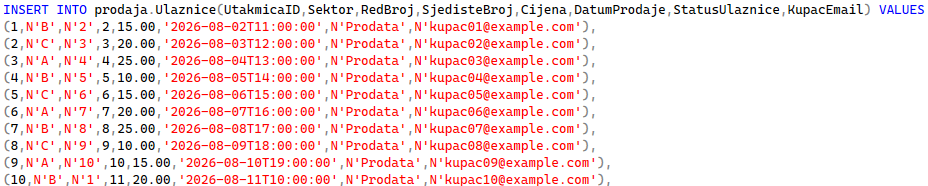 INSERT INTO prodaja.Ulaznice(UtakmicaID,Sektor,RedBroj,SjedisteBroj,Cijena,DatumProdaje,StatusUlaznice,KupacEmail) VALUES
(1,N'B',N'2',2,15.00,'2026-08-02T11:00:00',N'Prodata',N'kupac01@example.com'),
(2,N'C',N'3',3,20.00,'2026-08-03T12:00:00',N'Prodata',N'kupac02@example.com'),
(3,N'A',N'4',4,25.00,'2026-08-04T13:00:00',N'Prodata',N'kupac03@example.com'),
(4,N'B',N'5',5,10.00,'2026-08-05T14:00:00',N'Prodata',N'kupac04@example.com'),
(5,N'C',N'6',6,15.00,'2026-08-06T15:00:00',N'Prodata',N'kupac05@example.com'),
(6,N'A',N'7',7,20.00,'2026-08-07T16:00:00',N'Prodata',N'kupac06@example.com'),
(7,N'B',N'8',8,25.00,'2026-08-08T17:00:00',N'Prodata',N'kupac07@example.com'),
(8,N'C',N'9',9,10.00,'2026-08-09T18:00:00',N'Prodata',N'kupac08@example.com'),
(9,N'A',N'10',10,15.00,'2026-08-10T19:00:00',N'Prodata',N'kupac09@example.com'),
(10,N'B',N'1',11,20.00,'2026-08-11T10:00:00',N'Prodata',N'kupac10@example.com'),